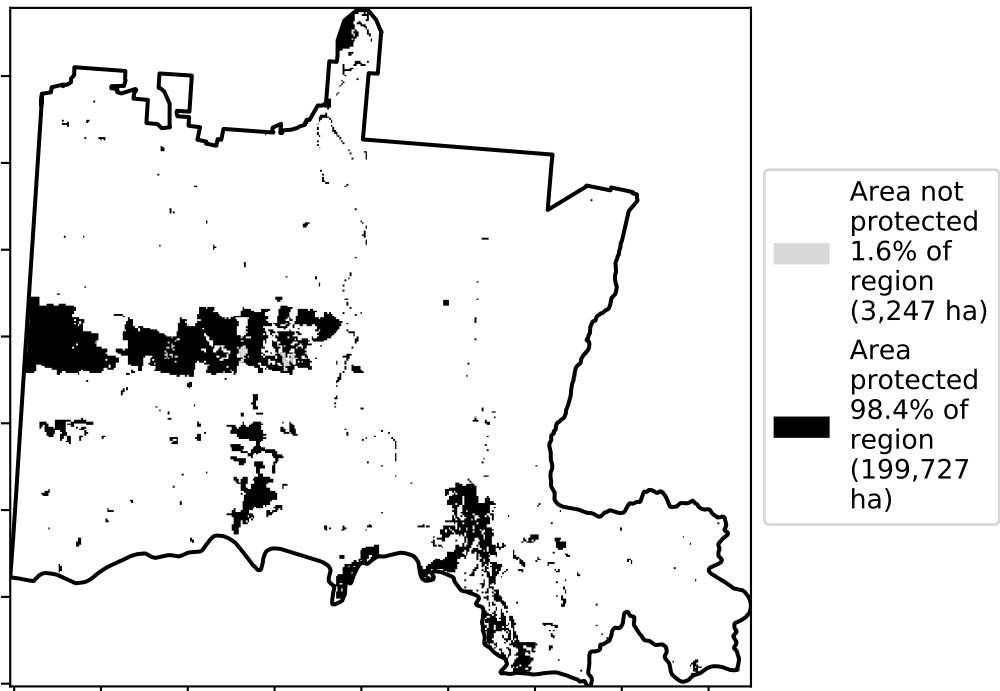 Area not
protected
1.6% of
region
(3,247 ha)
Area
protected
98.4% of
region
(199,727
ha)